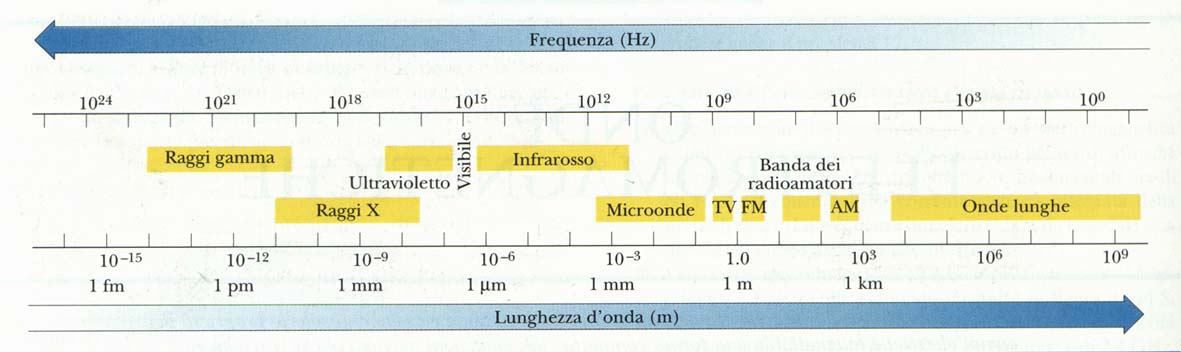 Frequenza (Hz)
10²⁴ 10²¹ 10¹⁸ 10¹⁵ 10¹² 10⁹ 10⁶ 10³ 10⁰
Raggi gamma Visibile Infrarosso
Ultravioletto
Banda dei
radioamatori
Raggi X Microonde TV FM AM Onde lunghe
10⁻¹⁵ 10⁻¹² 10⁻⁹ 10⁻⁶ 10⁻³ 1.0 10³ 10⁶ 10⁹
1 fm 1 pm 1 mm 1 μm 1 mm 1 m 1 km
Lunghezza d’onda (m)
ONDE
ELETTROMAGNETICHE